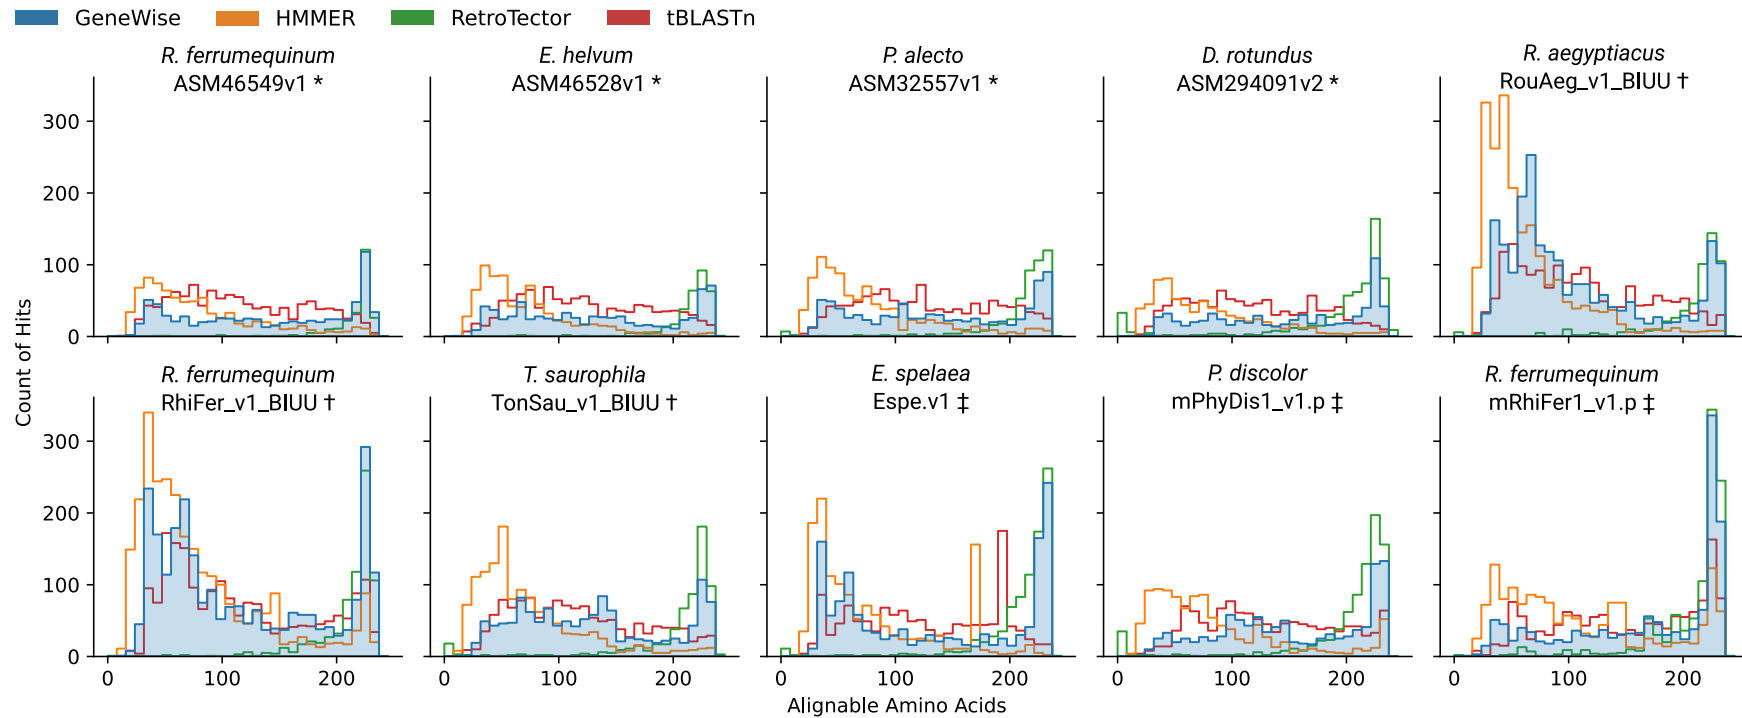 GeneWise HMMER RetroTector tBLASTn
R. ferrumequinum
ASM46549v1 *
E. helvum
ASM46528v1 *
P. alecto
ASM32557v1 *
D. rotundus
ASM294091v2 *
R. aegyptiacus
RouAeg_v1_BIUU †
300
200
100
0
Count of Hits
R. ferrumequinum
RhiFer_v1_BIUU †
T. saurophila
TonSau_v1_BIUU †
E. spelaea
Espe.v1 ‡
P. discolor
mPhyDis1_v1.p ‡
R. ferrumequinum
mRhiFer1_v1.p ‡
300
200
100
0
0 100 200 0 100 200 0 100 200 0 100 200 0 100 200
Alignable Amino Acids